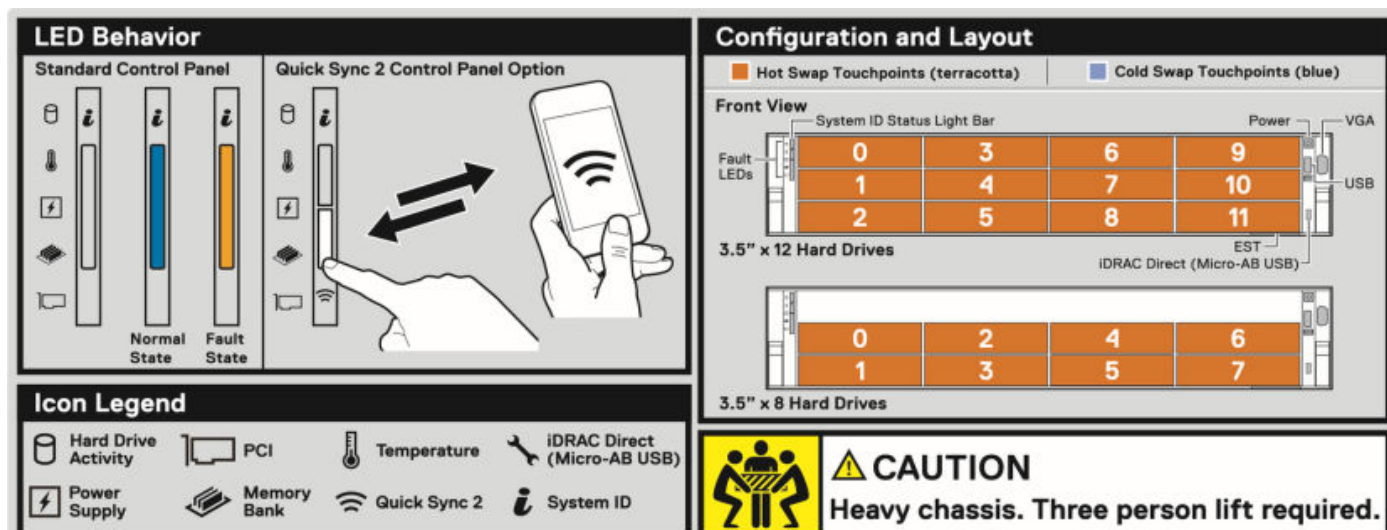 LED Behavior
Standard Control Panel
Quick Sync 2 Control Panel Option
i
i
i
i
Normal
State
Fault
State
Icon Legend
Hard Drive
Activity
PCI
Temperature
iDRAC Direct
(Micro-AB USB)
Power
Supply
Memory
Bank
Quick Sync 2
i
System ID
Configuration and Layout
Hot Swap Touchpoints (terracotta)
Cold Swap Touchpoints (blue)
Front View
System ID Status Light Bar
Power
VGA
Fault
LEDs
0 3 6 9
1 4 7 10
2 5 8 11
USB
EST
3.5" x 12 Hard Drives
iDRAC Direct (Micro-AB USB)
0 2 4 6
1 3 5 7
3.5" x 8 Hard Drives
CAUTION
Heavy chassis. Three person lift required.